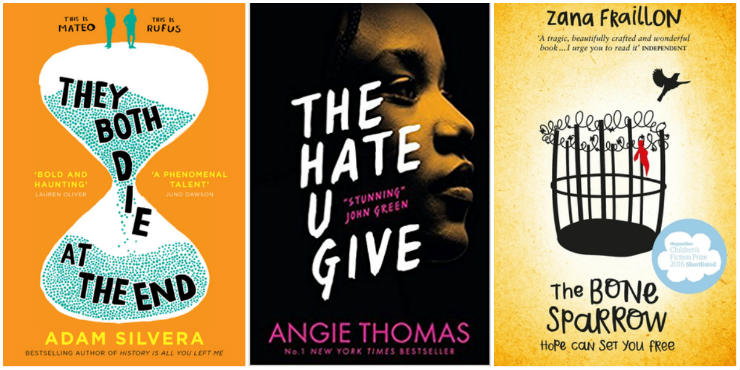 THIS IS
MATEO
THIS IS
RUFUS
THEY
BOTH
DIE
AT
THE END
'BOLD AND
HAUNTING'
LAUREN OLIVER
'A PHENOMENAL
TALENT'
JUNO DAWSON
ADAM SILVERA
BESTSELLING AUTHOR OF HISTORY IS ALL YOU LEFT ME
THE
HATE
U
GIVE
"STUNNING"
JOHN GREEN
ANGIE THOMAS
No.1 NEW YORK TIMES BESTSELLER
Zana Fraillon
'A tragic, beautifully crafted and wonderful
book...I urge you to read it' INDEPENDENT
theguardian
Children's
Fiction Prize
2016 Shortlisted
The BONE
SPARROW
HOPE CAN SET YOU FREE